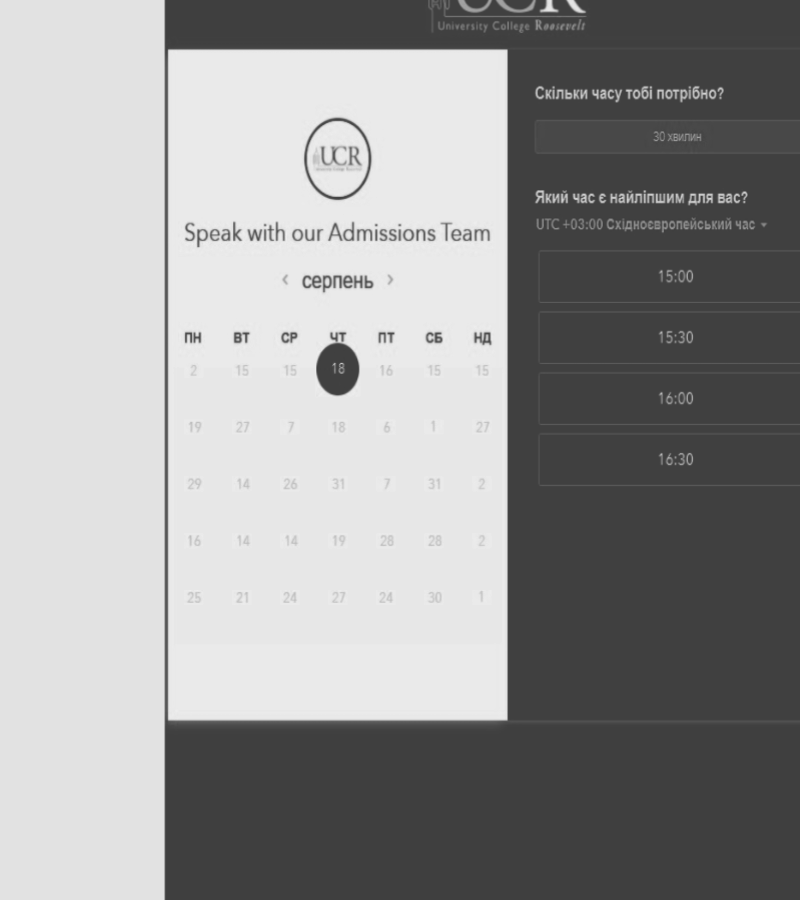 UCR
University College Roosevelt
UCR
Speak with our Admissions Team
‹ серпень ›
ПН ВТ СР ЧТ ПТ СБ НД
2 15 15 18 16 15 15
19 27 7 18 6 1 27
29 14 26 31 7 31 2
16 14 14 19 28 28 2
25 21 24 27 24 30 1
Скільки часу тобі потрібно?
30 хвилин
Який час є найліпшим для вас?
UTC +03:00 Східноєвропейський час
15:00
15:30
16:00
16:30